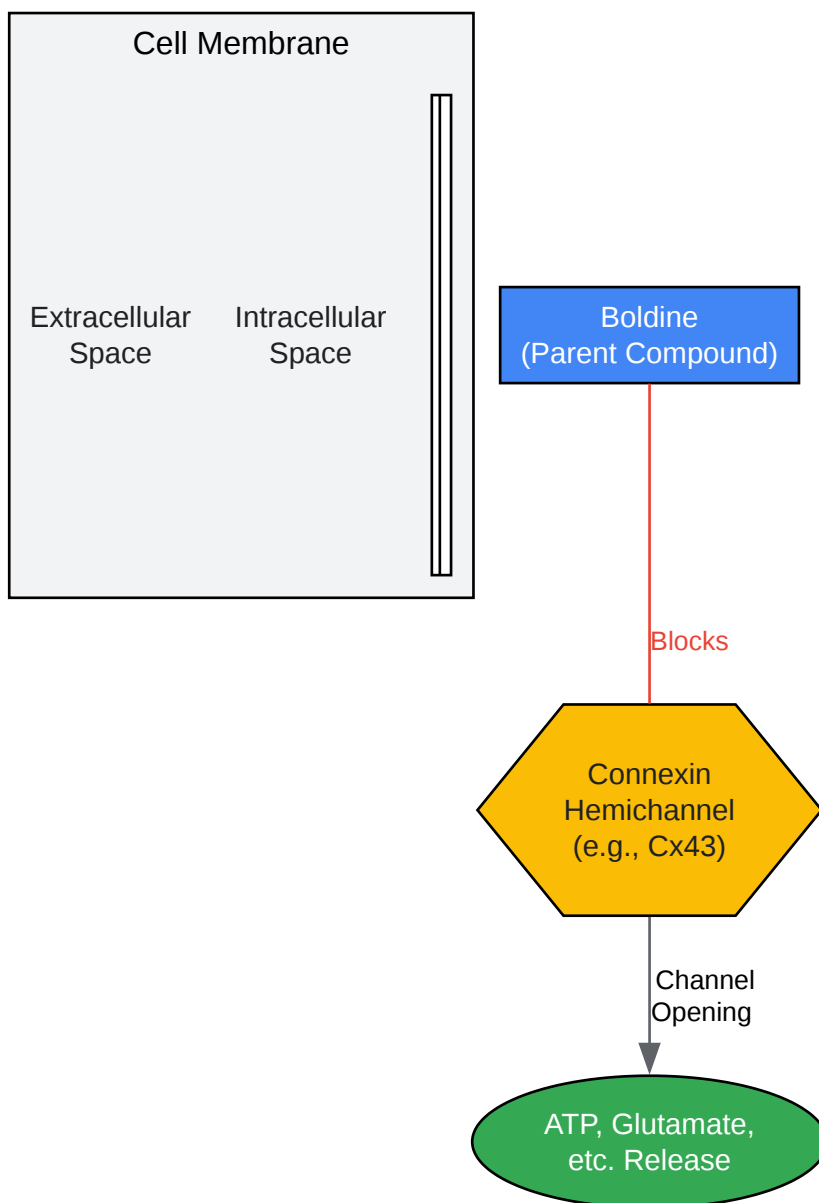 Cell Membrane
Extracellular
Space
Intracellular
Space
Boldine
(Parent Compound)
Blocks
Connexin
Hemichannel
(e.g., Cx43)
Channel
Opening
ATP, Glutamate,
etc. Release